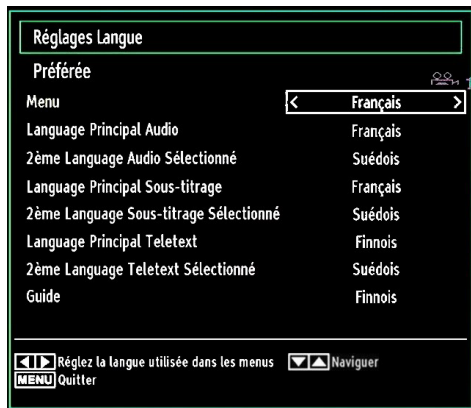 Réglages Langue
Préférée
Menu < Français >
Language Principal Audio Français
2ème Language Audio Sélectionné Suédois
Language Principal Sous-titrage Français
2ème Language Sous-titrage Sélectionné Suédois
Language Principal Teletext Finnois
2ème Language Teletext Sélectionné Suédois
Guide Finnois
Réglez la langue utilisée dans les menus Naviguer
MENU Quitter